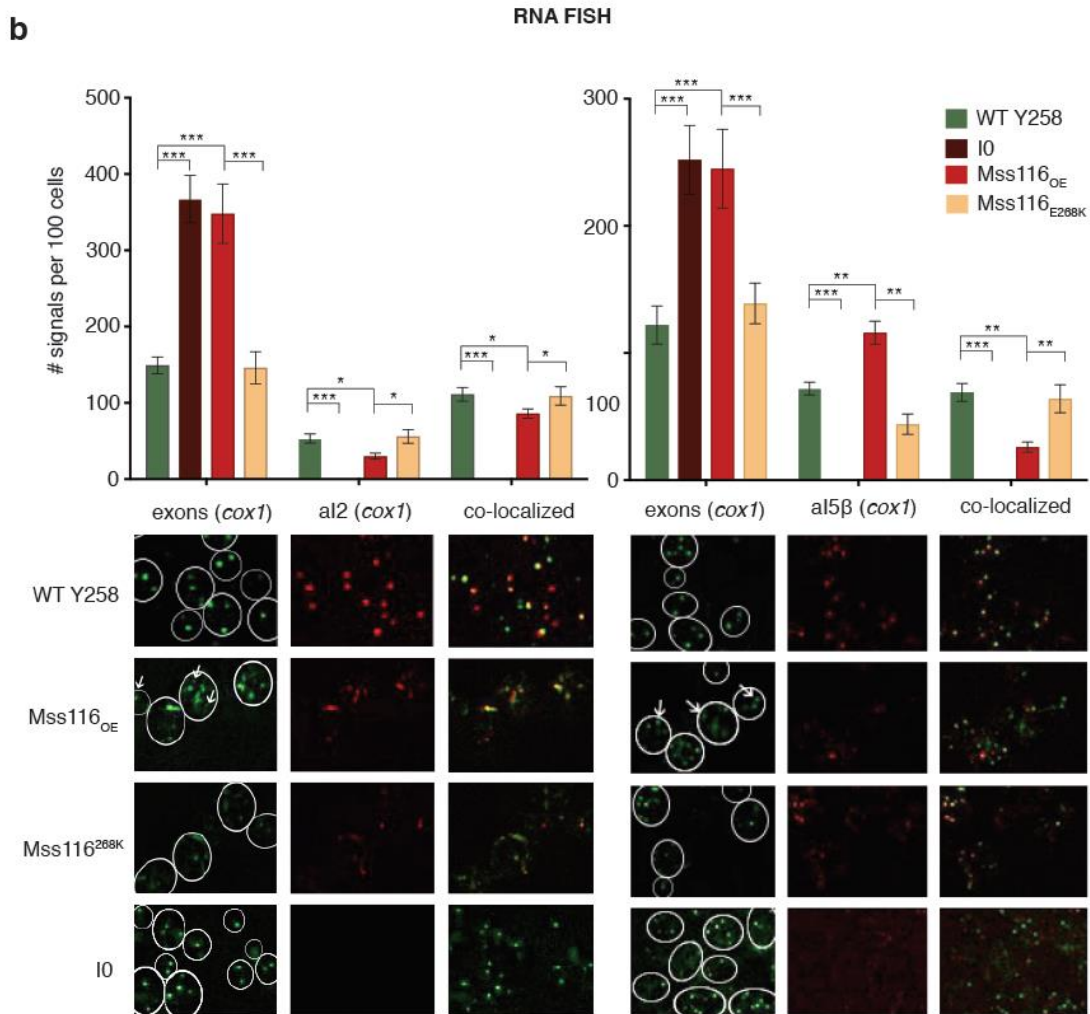 b
RNA FISH
# signals per 100 cells
500
400
300
200
100
0
*** *** ***
* *** *
* *** *
exons (cox1) aI2 (cox1) co-localized
300
200
100
0
*** *** ***
** *** **
** *** **
exons (cox1) aI5β (cox1) co-localized
WT Y258
I0
Mss116OE
Mss116E268K
WT Y258
Mss116OE
Mss116268K
I0